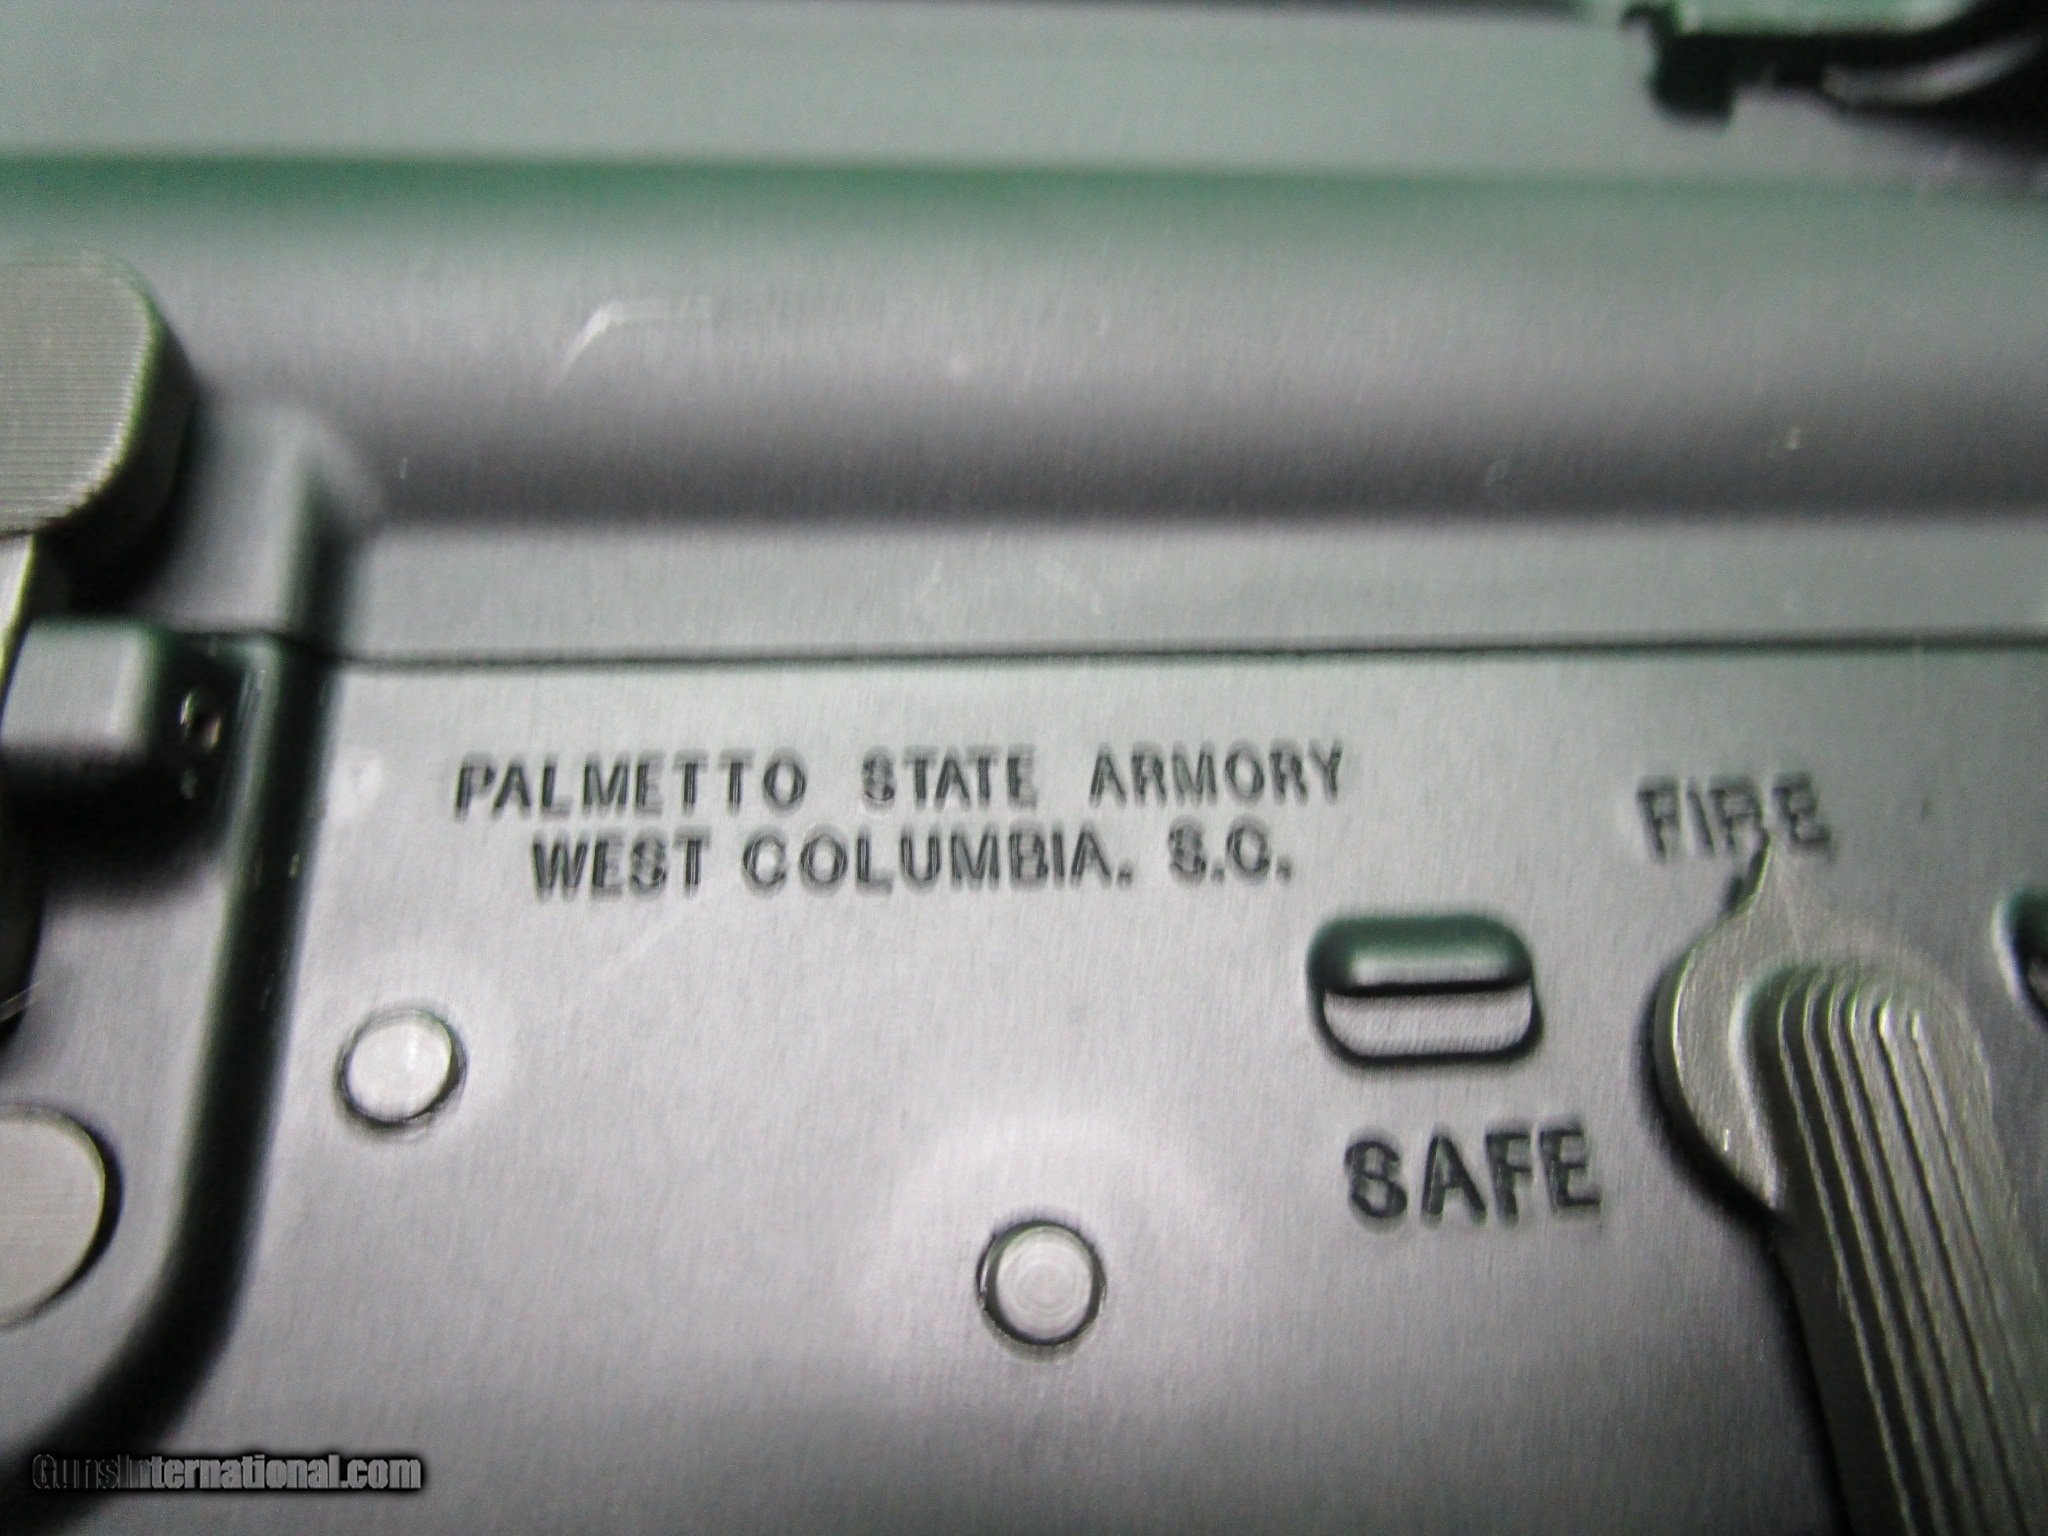 PALMETTO STATE ARMORY
WEST COLUMBIA, S.C.
FIRE
SAFE
GunsInternational.com